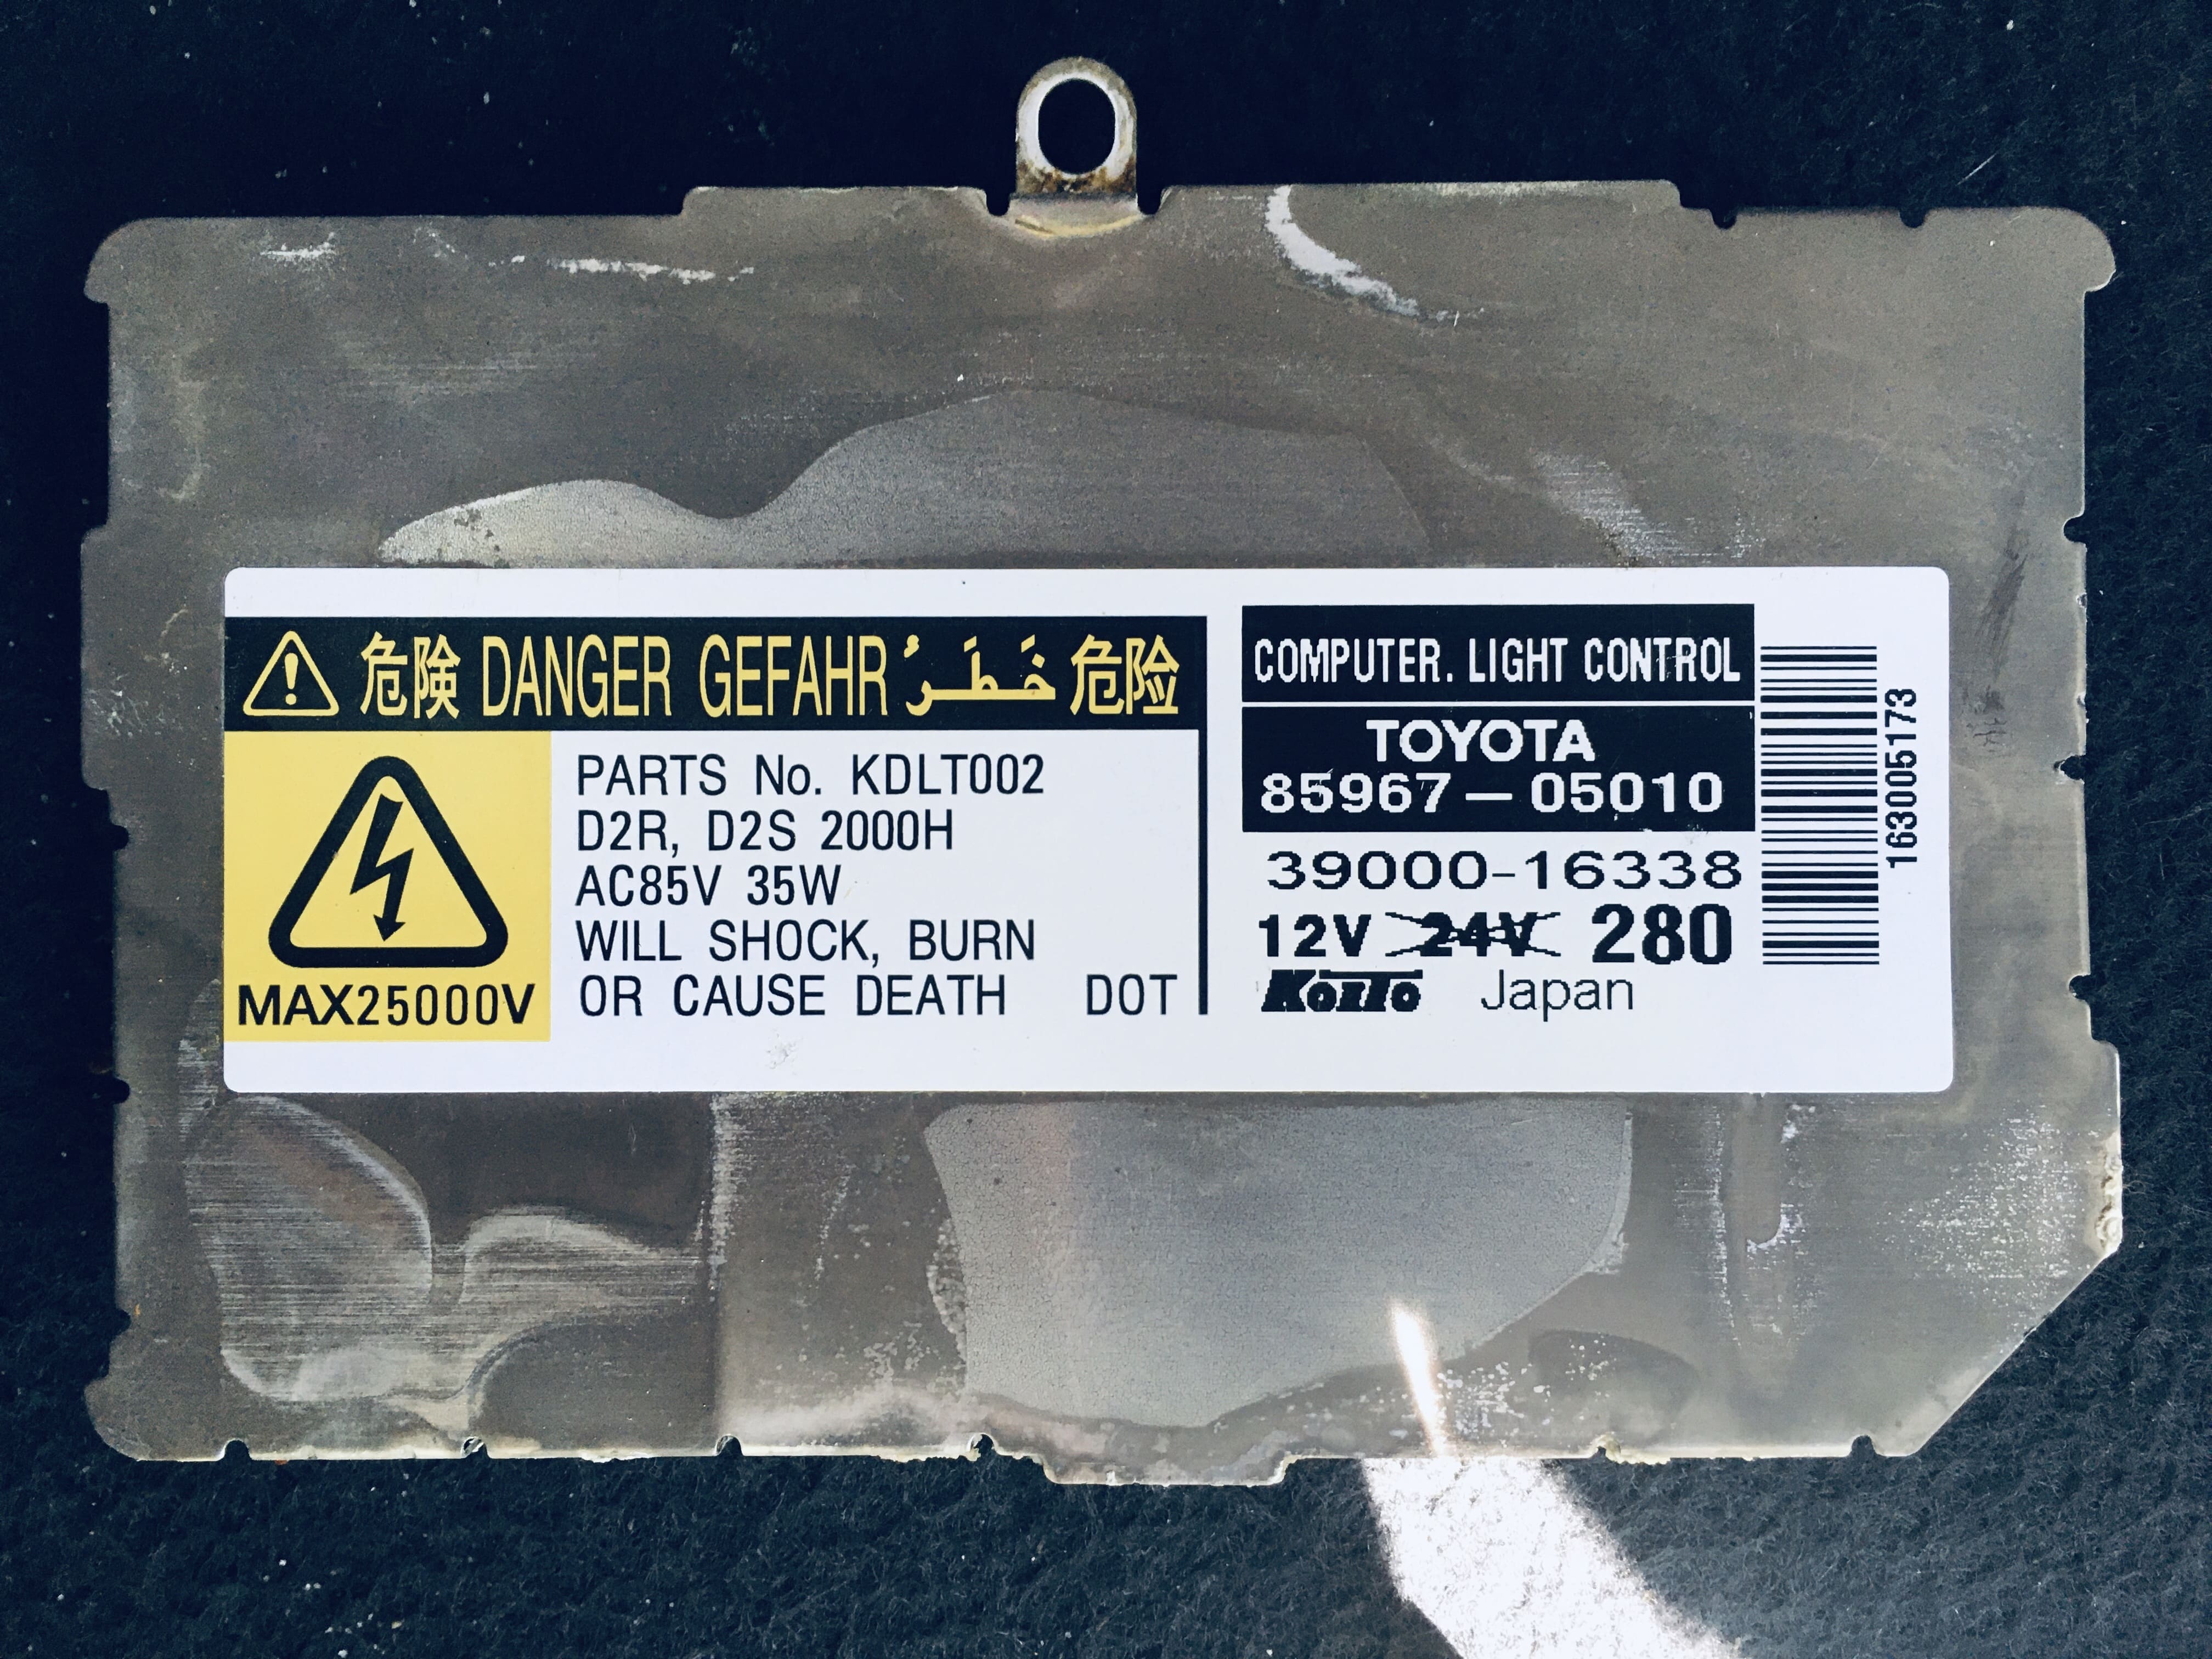 危険 DANGER GEFAHR خَطَرُ 危险
MAX25000V
PARTS No. KDLT002
D2R, D2S 2000H
AC85V 35W
WILL SHOCK, BURN
OR CAUSE DEATH DOT
COMPUTER. LIGHT CONTROL
TOYOTA
85967-05010
39000-16338
12V 24V 280
KOITO Japan
163005173